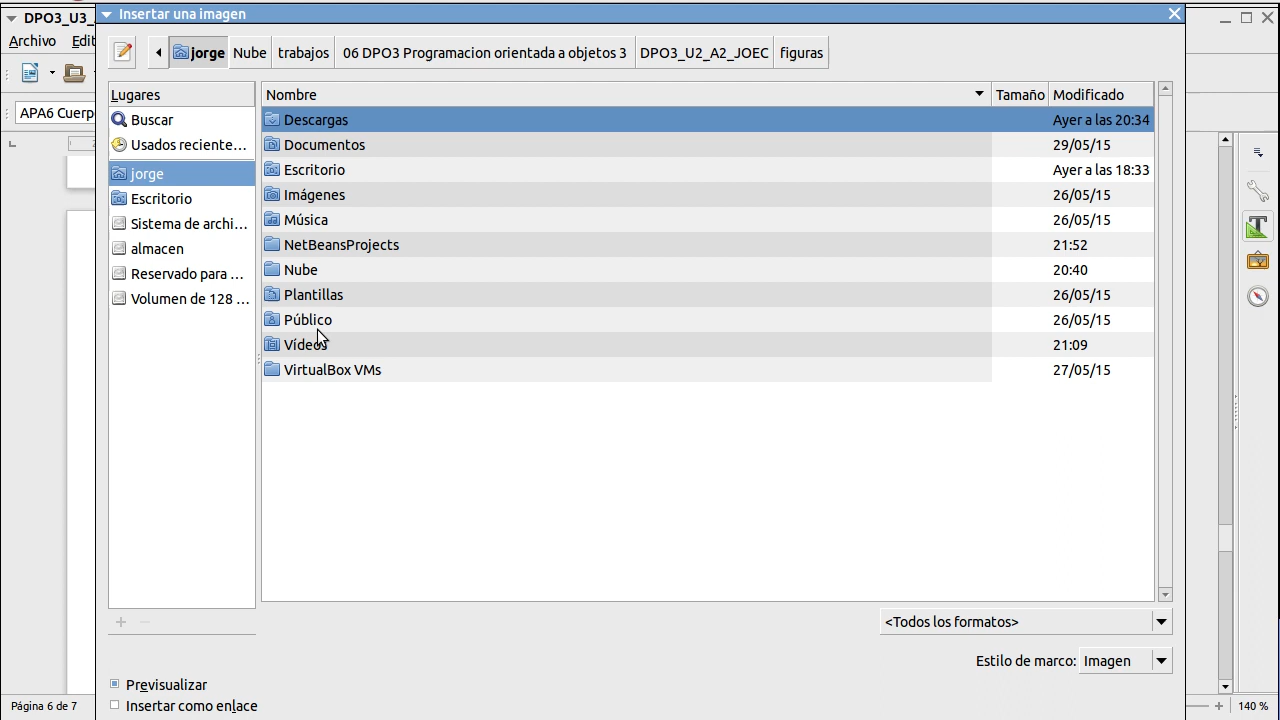 Insertar una imagen
DPO3_U3_
Archivo Edit
jorge Nube trabajos 06 DPO3 Programacion orientada a objetos 3 DPO3_U2_A2_JOEC figuras
APA6 Cuerp
Lugares
Buscar
Usados reciente...
jorge
Escritorio
Sistema de archi...
almacen
Reservado para ...
Volumen de 128 ...
Nombre Tamaño Modificado
Descargas Ayer a las 20:34
Documentos 29/05/15
Escritorio Ayer a las 18:33
Imágenes 26/05/15
Música 26/05/15
NetBeansProjects 21:52
Nube 20:40
Plantillas 26/05/15
Público 26/05/15
Vídeos 21:09
VirtualBox VMs 27/05/15
<Todos los formatos>
Estilo de marco: Imagen
Previsualizar
Insertar como enlace
Página 6 de 7
140 %